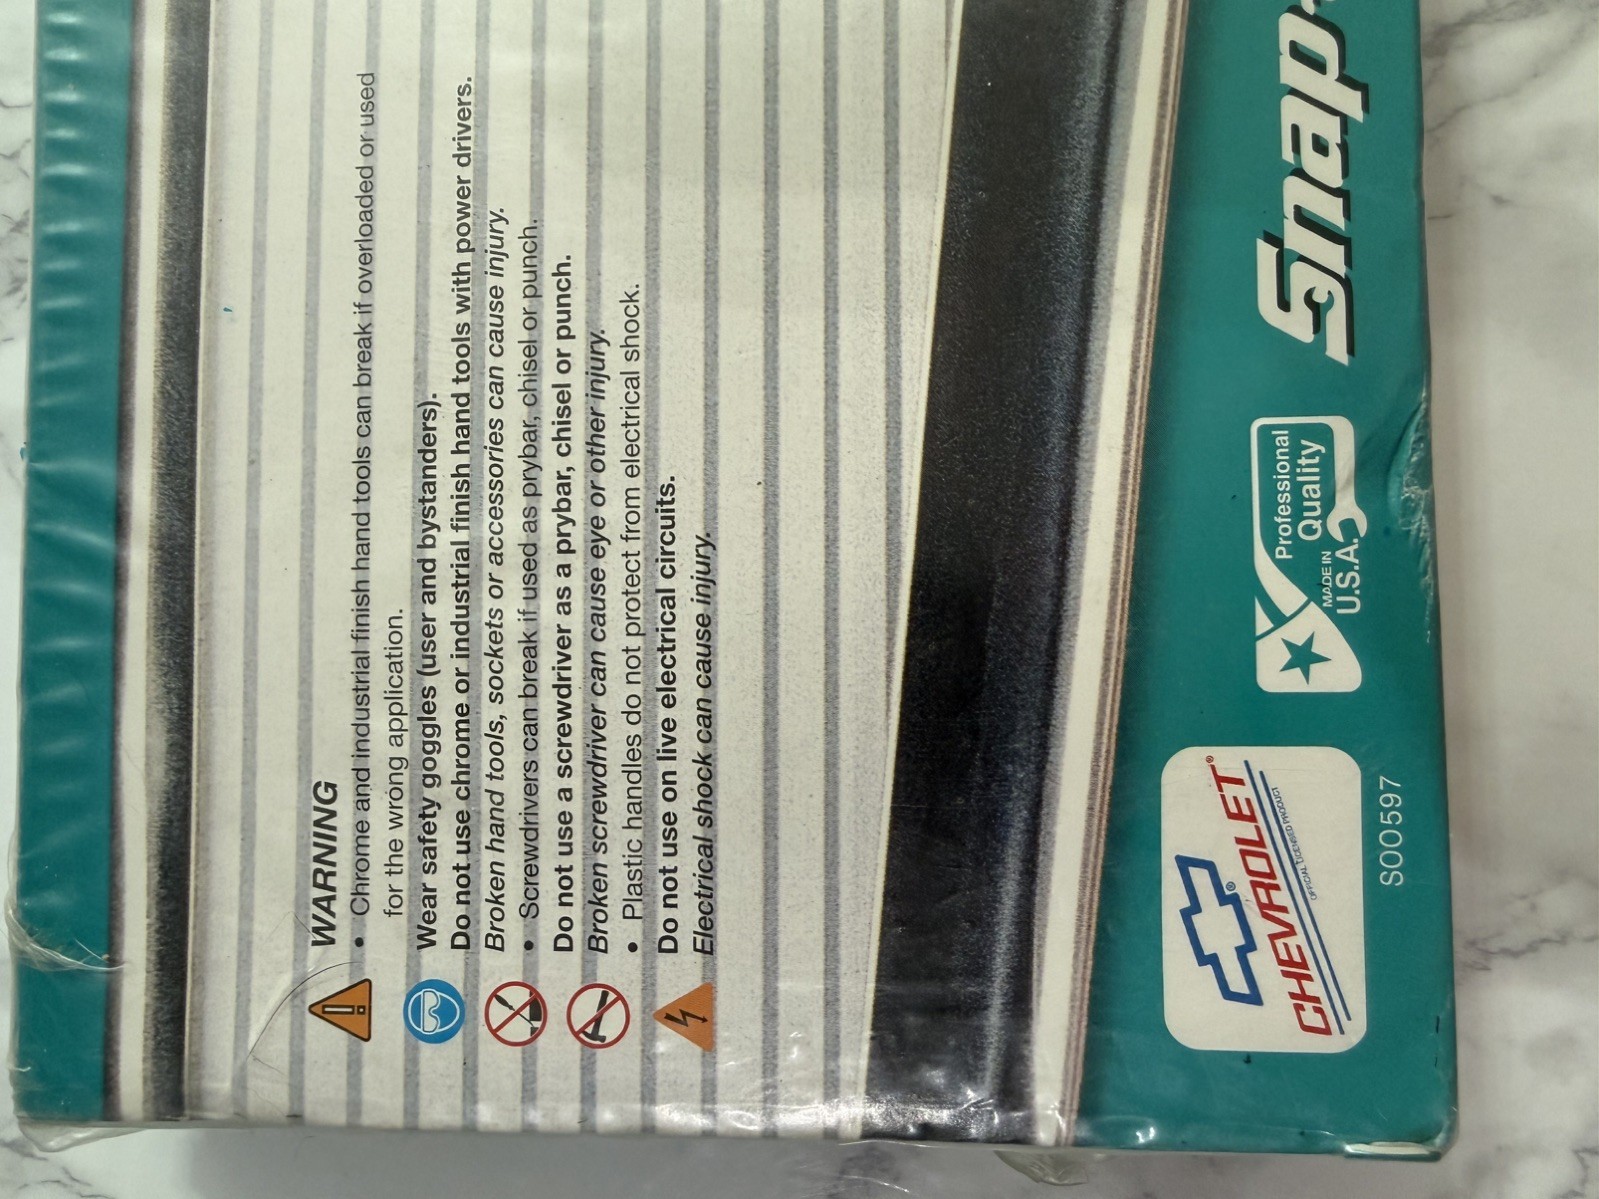 WARNING
• Chrome and industrial finish hand tools can break if overloaded or used
for the wrong application.
Wear safety goggles (user and bystanders).
Do not use chrome or industrial finish hand tools with power drivers.
Broken hand tools, sockets or accessories can cause injury.
• Screwdrivers can break if used as prybar, chisel or punch.
Do not use a screwdriver as a prybar, chisel or punch.
Broken screwdriver can cause eye or other injury.
• Plastic handles do not protect from electrical shock.
Do not use on live electrical circuits.
Electrical shock can cause injury.
®
CHEVROLET®
OFFICIAL LICENSED PRODUCT
SOO597
Professional
Quality
MADE IN
U.S.A.
Snap-